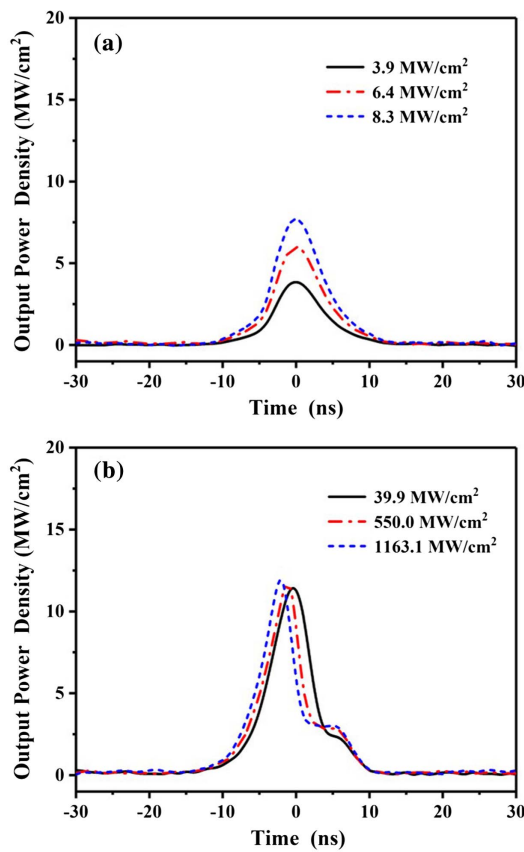 (a)
3.9 MW/cm²
6.4 MW/cm²
8.3 MW/cm²
Output Power Density (MW/cm²)
20
15
10
5
0
-30 -20 -10 0 10 20 30
Time (ns)
(b)
39.9 MW/cm²
550.0 MW/cm²
1163.1 MW/cm²
Output Power Density (MW/cm²)
20
15
10
5
0
-30 -20 -10 0 10 20 30
Time (ns)